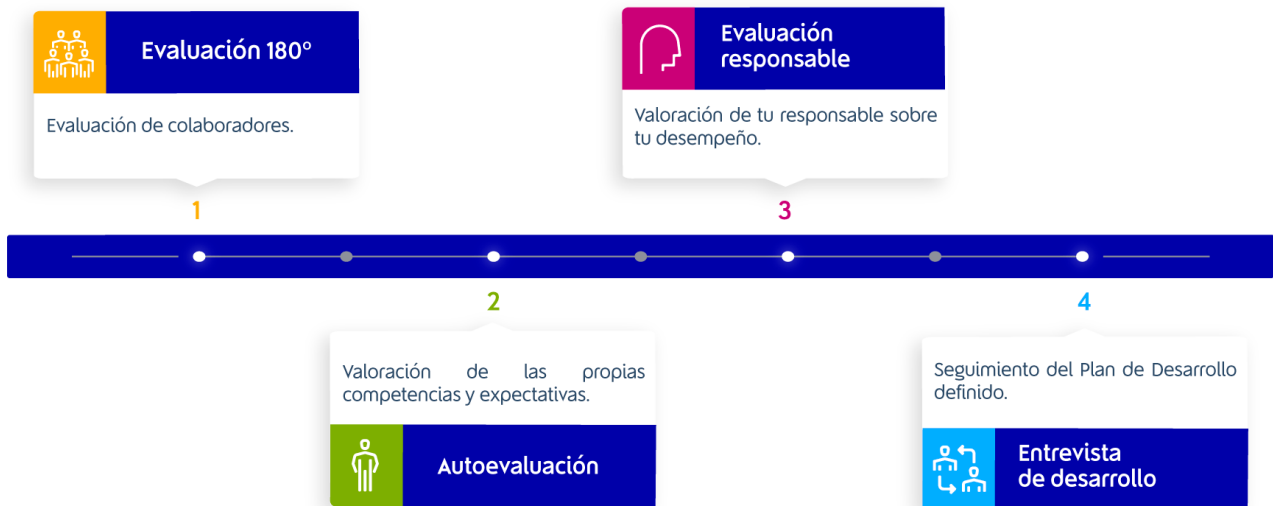 Evaluación 180º
Evaluación de colaboradores.
1
Valoración de las propias
competencias y expectativas.
2
Autoevaluación
Evaluación
responsable
Valoración de tu responsable sobre
tu desempeño.
3
4
Seguimiento del Plan de Desarrollo
definido.
Entrevista
de desarrollo